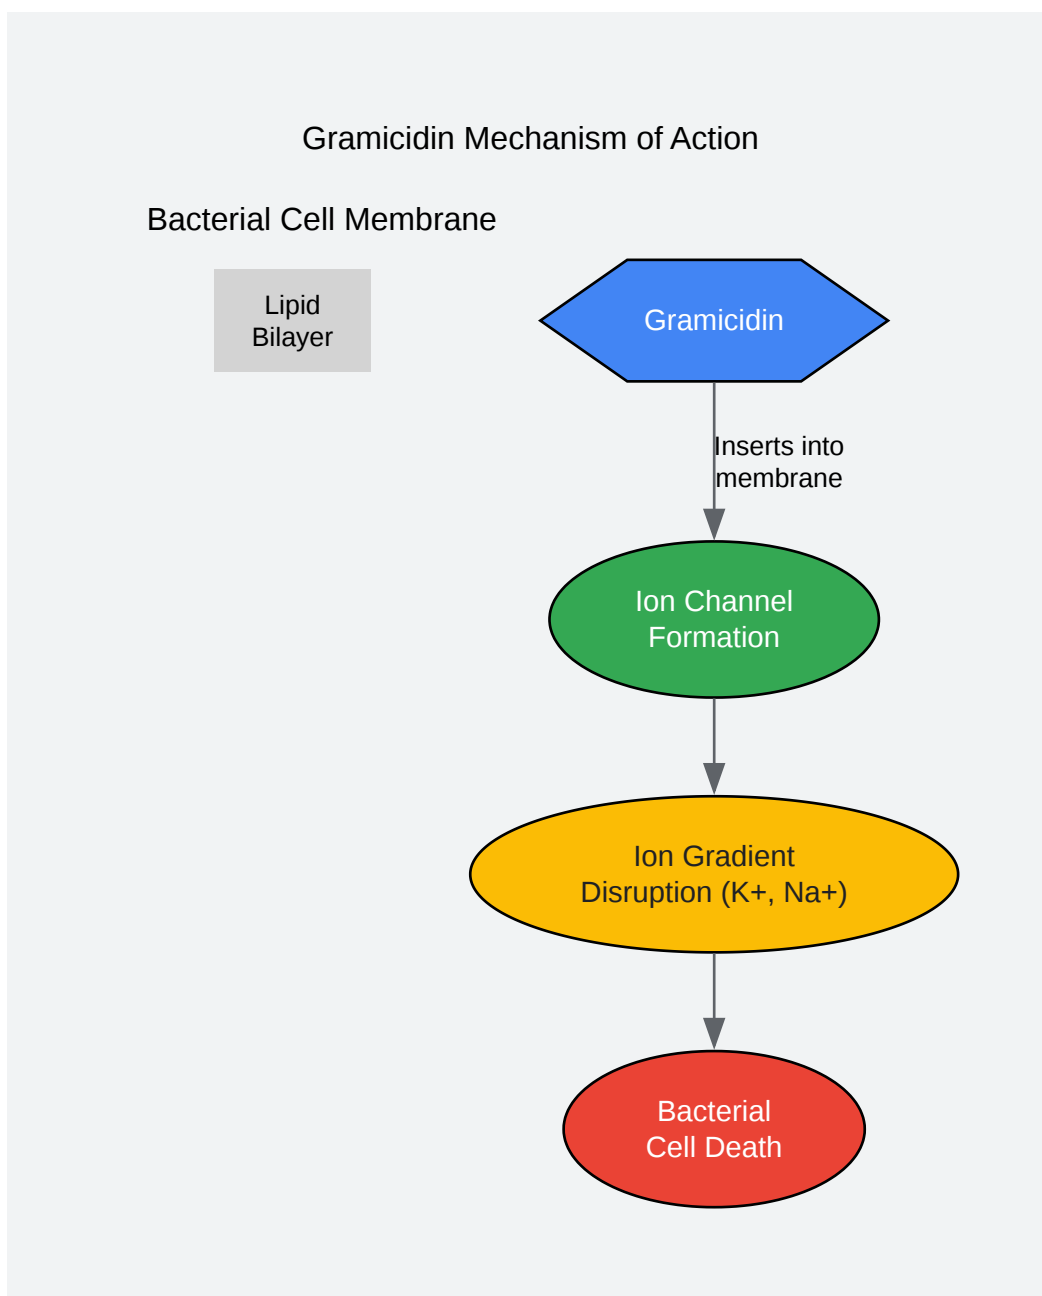 Gramicidin Mechanism of Action
Bacterial Cell Membrane
Lipid
Bilayer
Gramicidin
Inserts into
membrane
Ion Channel
Formation
Ion Gradient
Disruption (K+, Na+)
Bacterial
Cell Death